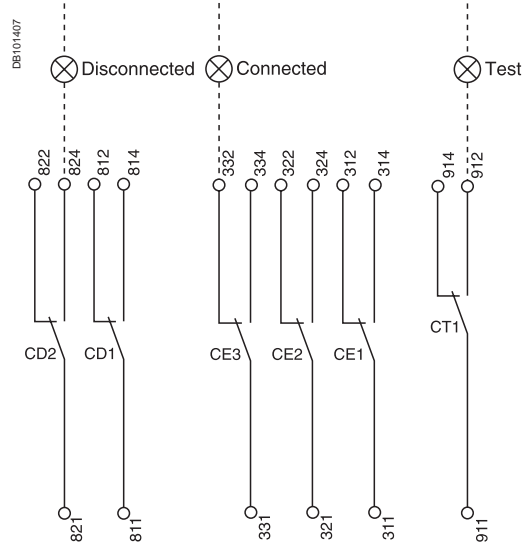 DB101407
Disconnected
Connected
Test
822
824
812
814
332
334
322
324
312
314
914
912
CD2
CD1
CE3
CE2
CE1
CT1
821
811
331
321
311
911